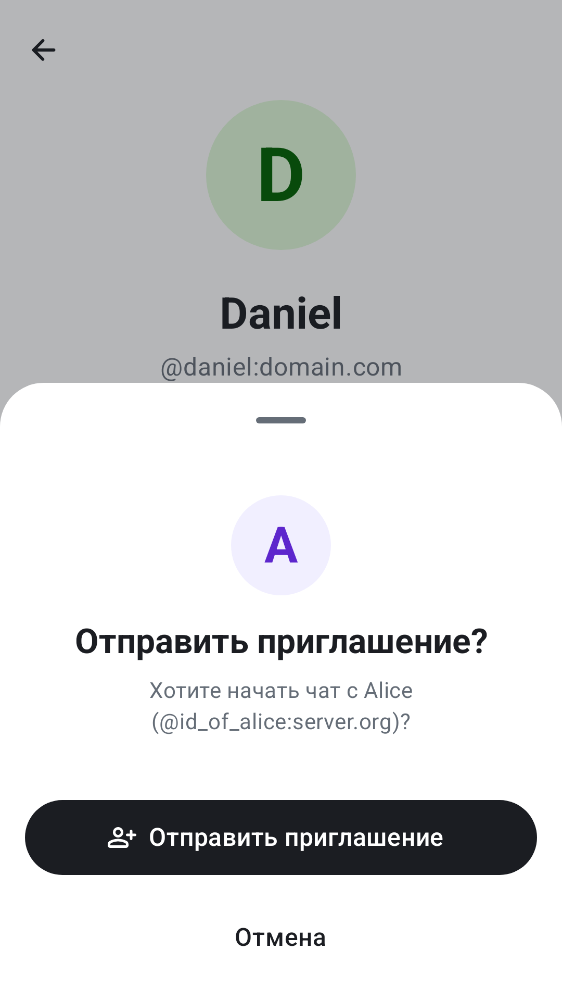 D
Daniel
@daniel:domain.com
A
Отправить приглашение?
Хотите начать чат с Alice
(@id_of_alice:server.org)?
Отправить приглашение
Отмена